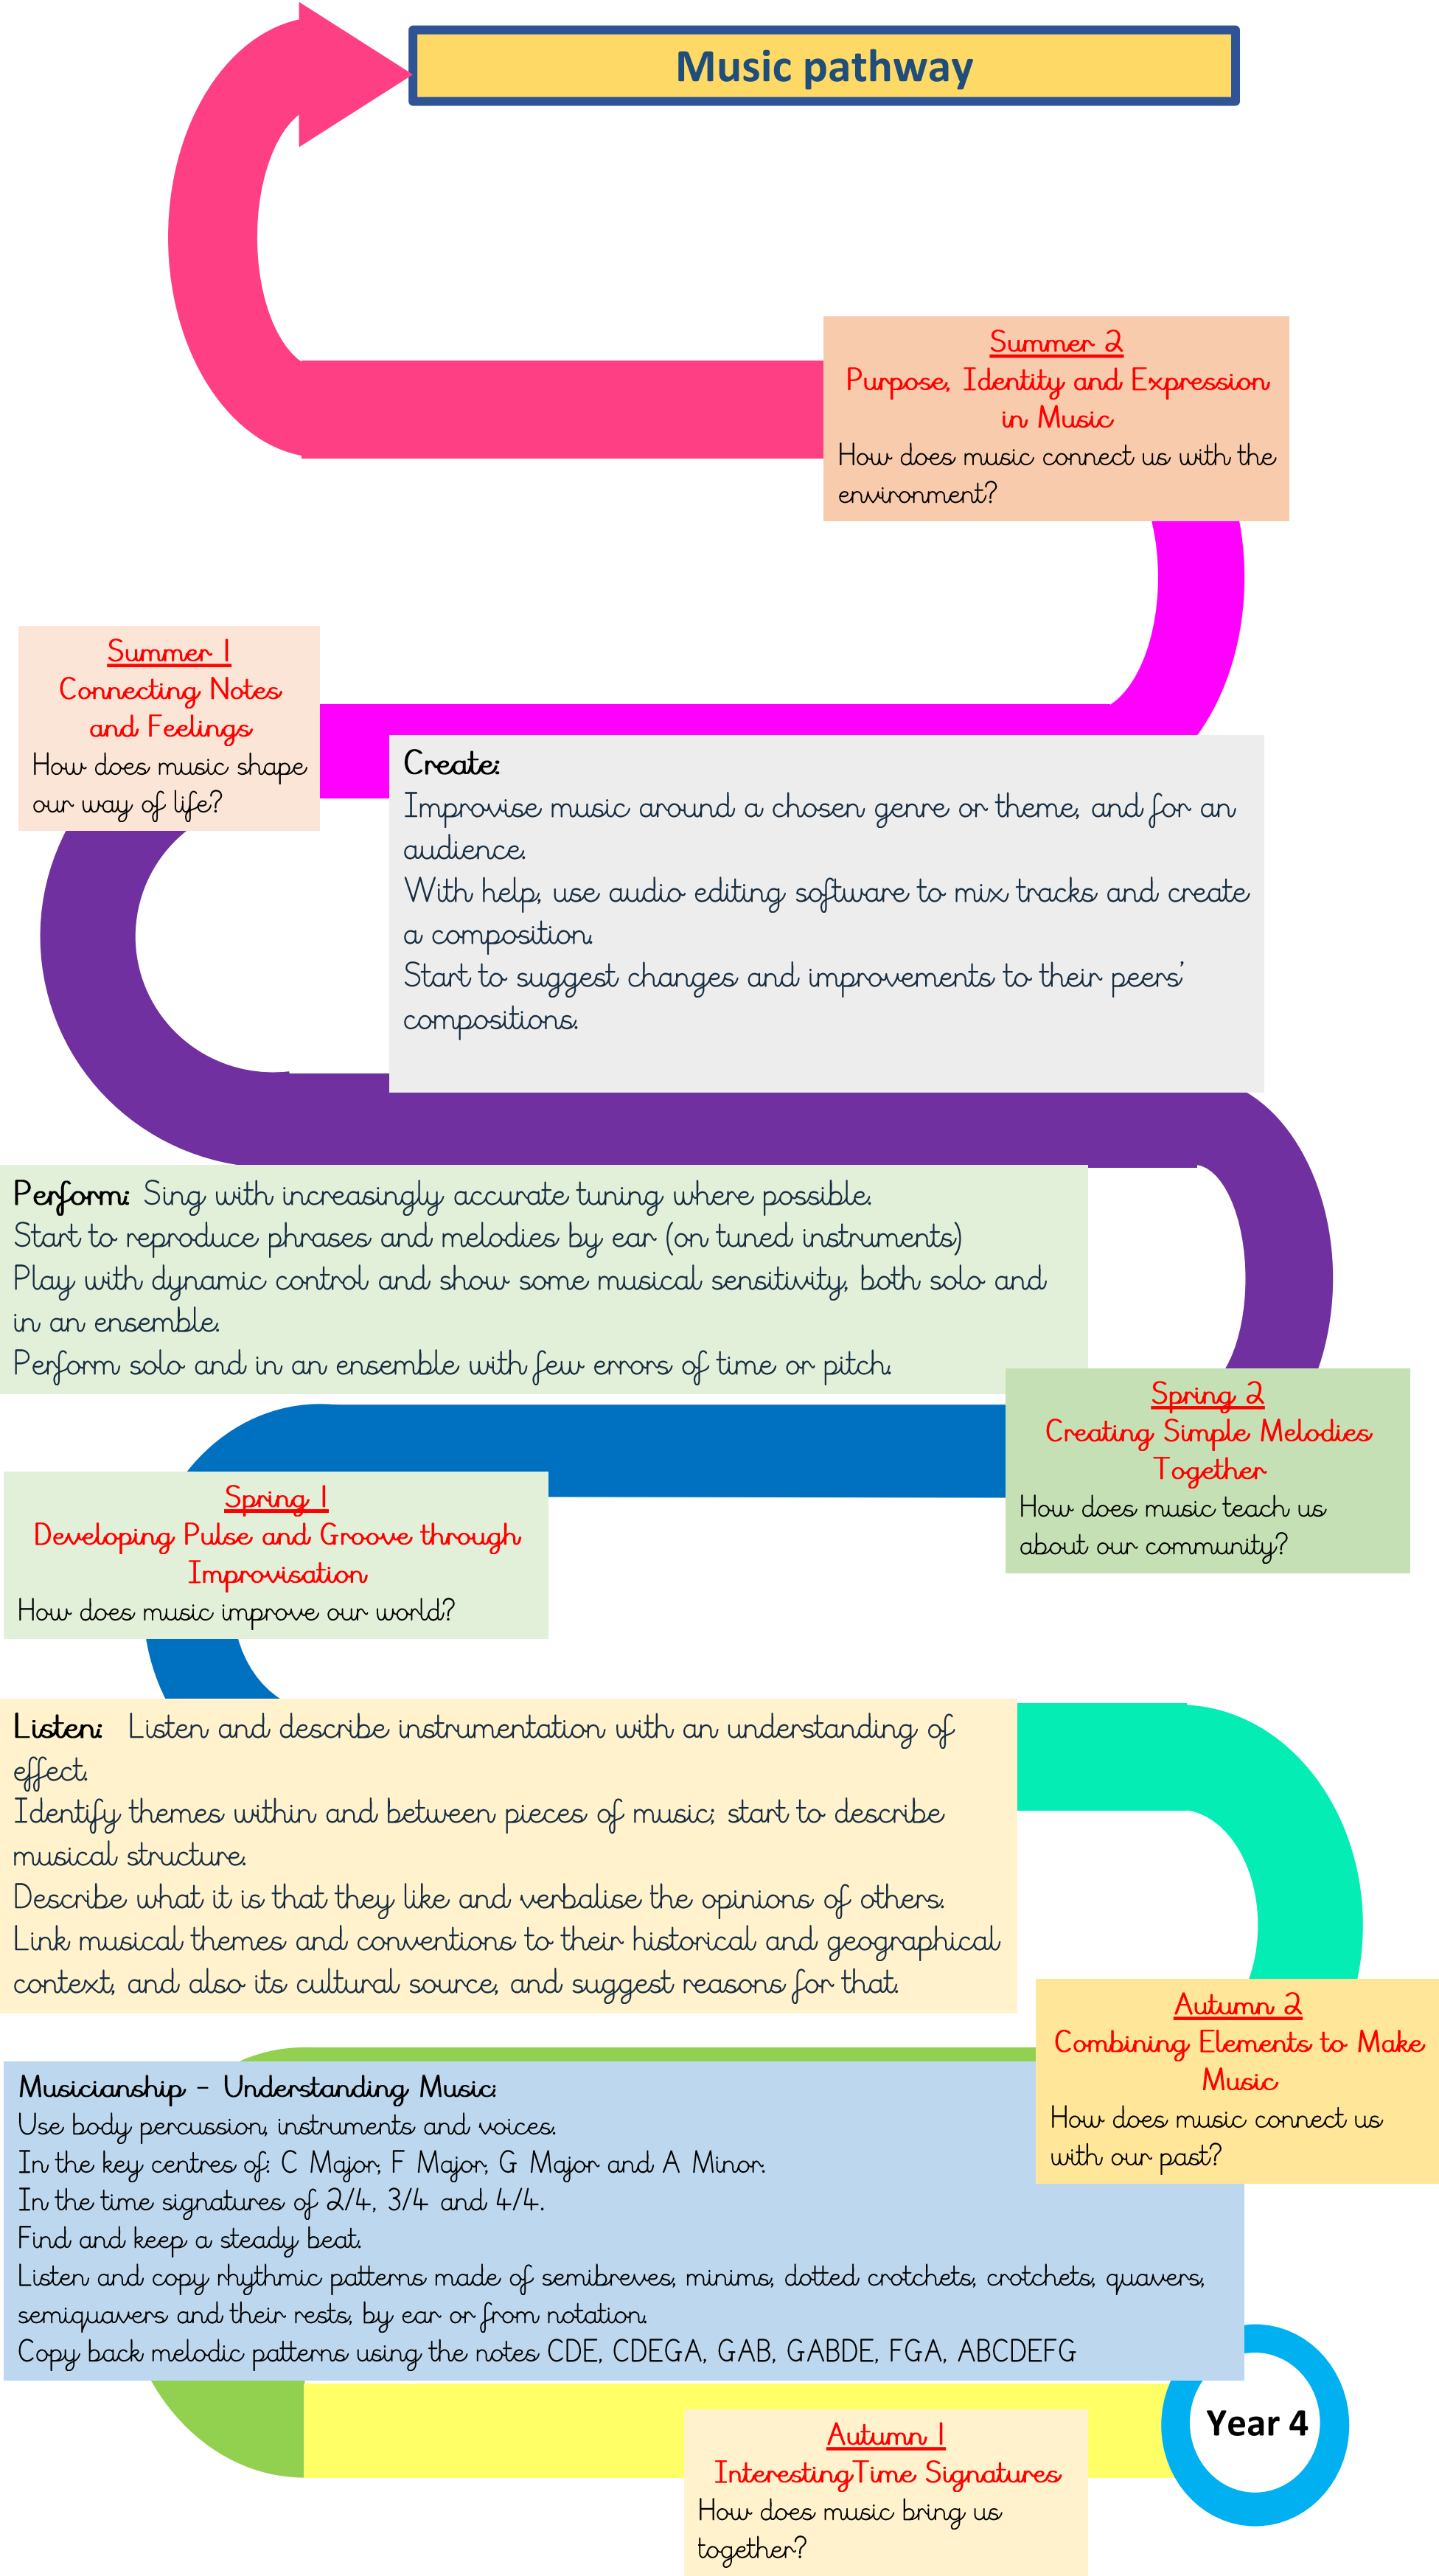 Music pathway
Summer 2
Purpose, Identity and Expression
in Music
How does music connect us with the
environment?
Summer 1
Connecting Notes
and Feelings
How does music shape
our way of life?
Create:
Improvise music around a chosen genre or theme, and for an
audience.
With help, use audio editing software to mix tracks and create
a composition.
Start to suggest changes and improvements to their peers'
compositions.
Perform: Sing with increasingly accurate tuning where possible.
Start to reproduce phrases and melodies by ear (on tuned instruments)
Play with dynamic control and show some musical sensitivity, both solo and
in an ensemble.
Perform solo and in an ensemble with few errors of time or pitch.
Spring 2
Creating Simple Melodies
Together
How does music teach us
about our community?
Spring 1
Developing Pulse and Groove through
Improvisation
How does music improve our world?
Listen: Listen and describe instrumentation with an understanding of
effect.
Identify themes within and between pieces of music; start to describe
musical structure.
Describe what it is that they like and verbalise the opinions of others.
Link musical themes and conventions to their historical and geographical
context, and also its cultural source, and suggest reasons for that.
Autumn 2
Combining Elements to Make
Music
How does music connect us
with our past?
Musicianship - Understanding Music:
Use body percussion, instruments and voices.
In the key centres of: C Major, F Major, G Major and A Minor.
In the time signatures of 2/4, 3/4 and 4/4.
Find and keep a steady beat.
Listen and copy rhythmic patterns made of semibreves, minims, dotted crotchets, crotchets, quavers,
semiquavers and their rests, by ear or from notation.
Copy back melodic patterns using the notes CDE, CDEGA, GAB, GABDE, FGA, ABCDEFG
Year 4
Autumn 1
InterestingTime Signatures
How does music bring us
together?